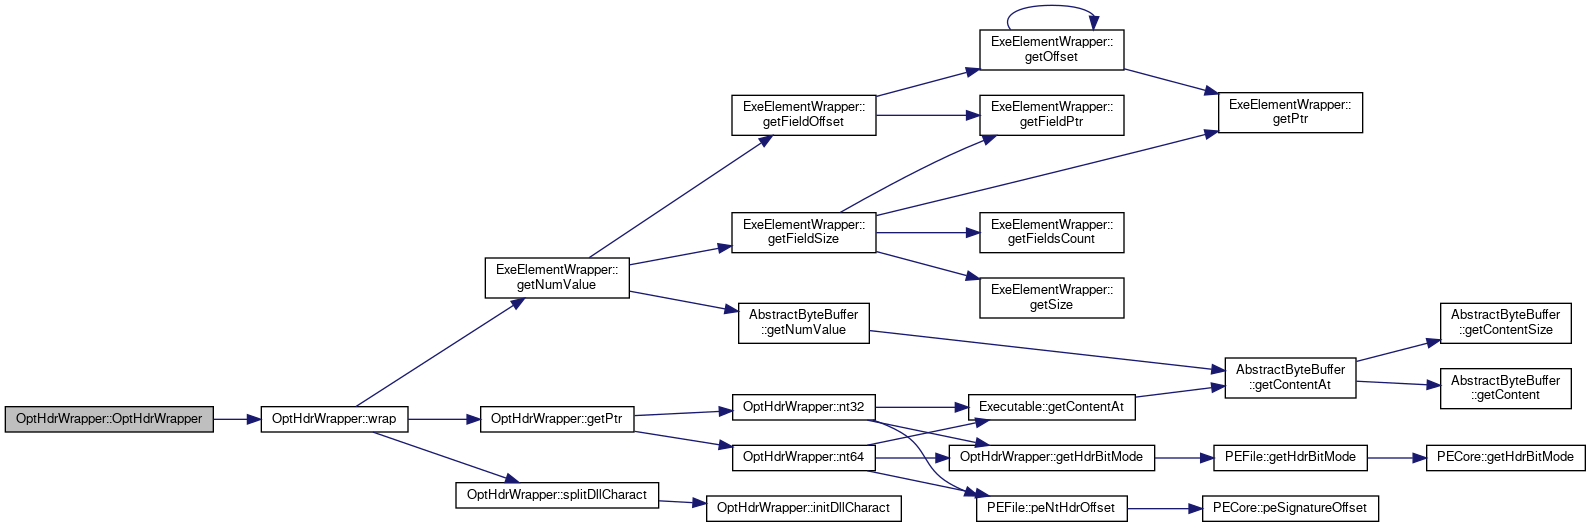 ExeElementWrapper::
getOffset
ExeElementWrapper::
getFieldOffset
ExeElementWrapper::
getFieldPtr
ExeElementWrapper::
getPtr
ExeElementWrapper::
getFieldSize
ExeElementWrapper::
getFieldsCount
ExeElementWrapper::
getNumValue
ExeElementWrapper::
getSize
AbstractByteBuffer
::getNumValue
AbstractByteBuffer
::getContentSize
AbstractByteBuffer
::getContentAt
AbstractByteBuffer
::getContent
OptHdrWrapper::OptHdrWrapper
OptHdrWrapper::wrap
OptHdrWrapper::getPtr
OptHdrWrapper::nt32
Executable::getContentAt
OptHdrWrapper::nt64
OptHdrWrapper::getHdrBitMode
PEFile::getHdrBitMode
PECore::getHdrBitMode
OptHdrWrapper::splitDllCharact
OptHdrWrapper::initDllCharact
PEFile::peNtHdrOffset
PECore::peSignatureOffset